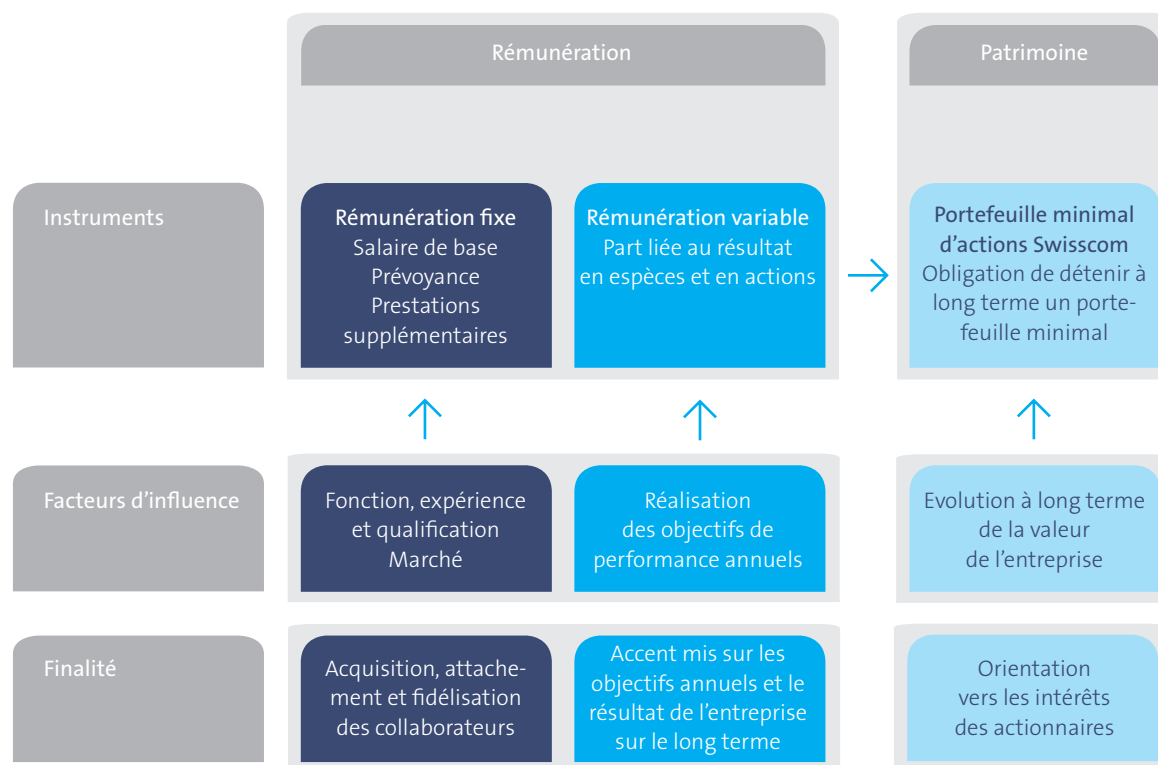 Rémunération
Patrimoine
Instruments
Rémunération fixe
Salaire de base
Prévoyance
Prestations
supplémentaires
Rémunération variable
Part liée au résultat
en espèces et en actions
Portefeuille minimal
d’actions Swisscom
Obligation de détenir à
long terme un porte-
feuille minimal
Facteurs d’influence
Fonction, expérience
et qualification
Marché
Réalisation
des objectifs de
performance annuels
Evolution à long terme
de la valeur
de l’entreprise
Finalité
Acquisition, attache-
ment et fidélisation
des collaborateurs
Accent mis sur les
objectifs annuels et le
résultat de l’entreprise
sur le long terme
Orientation
vers les intérêts
des actionnaires